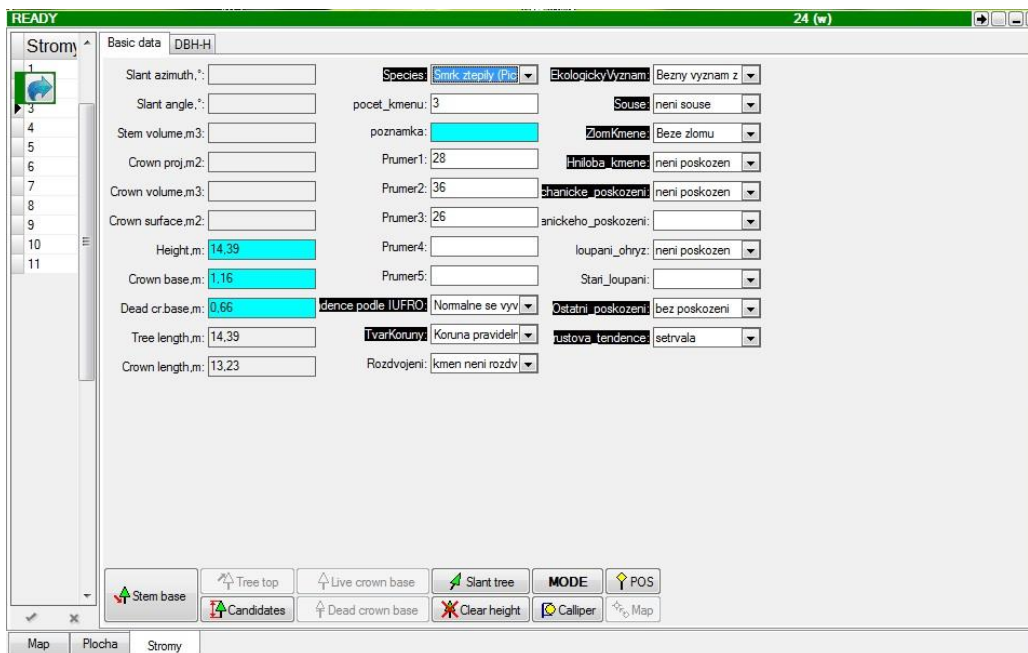 READY 24 (w)
Stromy
Basic data DBH-H
1
3
4
5
6
7
8
9
10
11
Slant azimuth,°:
Slant angle,°:
Stem volume,m3:
Crown proj,m2:
Crown volume,m3:
Crown surface,m2:
Height,m: 14,39
Crown base,m: 1,16
Dead cr.base,m: 0,66
Tree length,m: 14,39
Crown length,m: 13,23
Species: Smrk ztepily (Pic
pocet_kmenu: 3
poznamka:
Prumer1: 28
Prumer2: 36
Prumer3: 26
Prumer4:
Prumer5:
dence podle IUFRO: Normalne se vyv
TvarKoruny: Koruna pravidelr
Rozdvojeni: kmen neni rozdv
EkologickyVyznam: Bezny vyznam z
Souse: neni souse
ZlomKmene: Beze zlomu
Hniloba_kmene: neni poskozen
chanicke_poskozeni: neni poskozen
anickeho_poskozeni:
loupani_ohryz: neni poskozen
Stari_loupani:
Ostatni_poskozeni: bez poskozeni
rustova_tendence: setrvala
Stem base
Tree top Live crown base Slant tree MODE POS
Candidates Dead crown base Clear height Calliper Map
Map Plocha Stromy